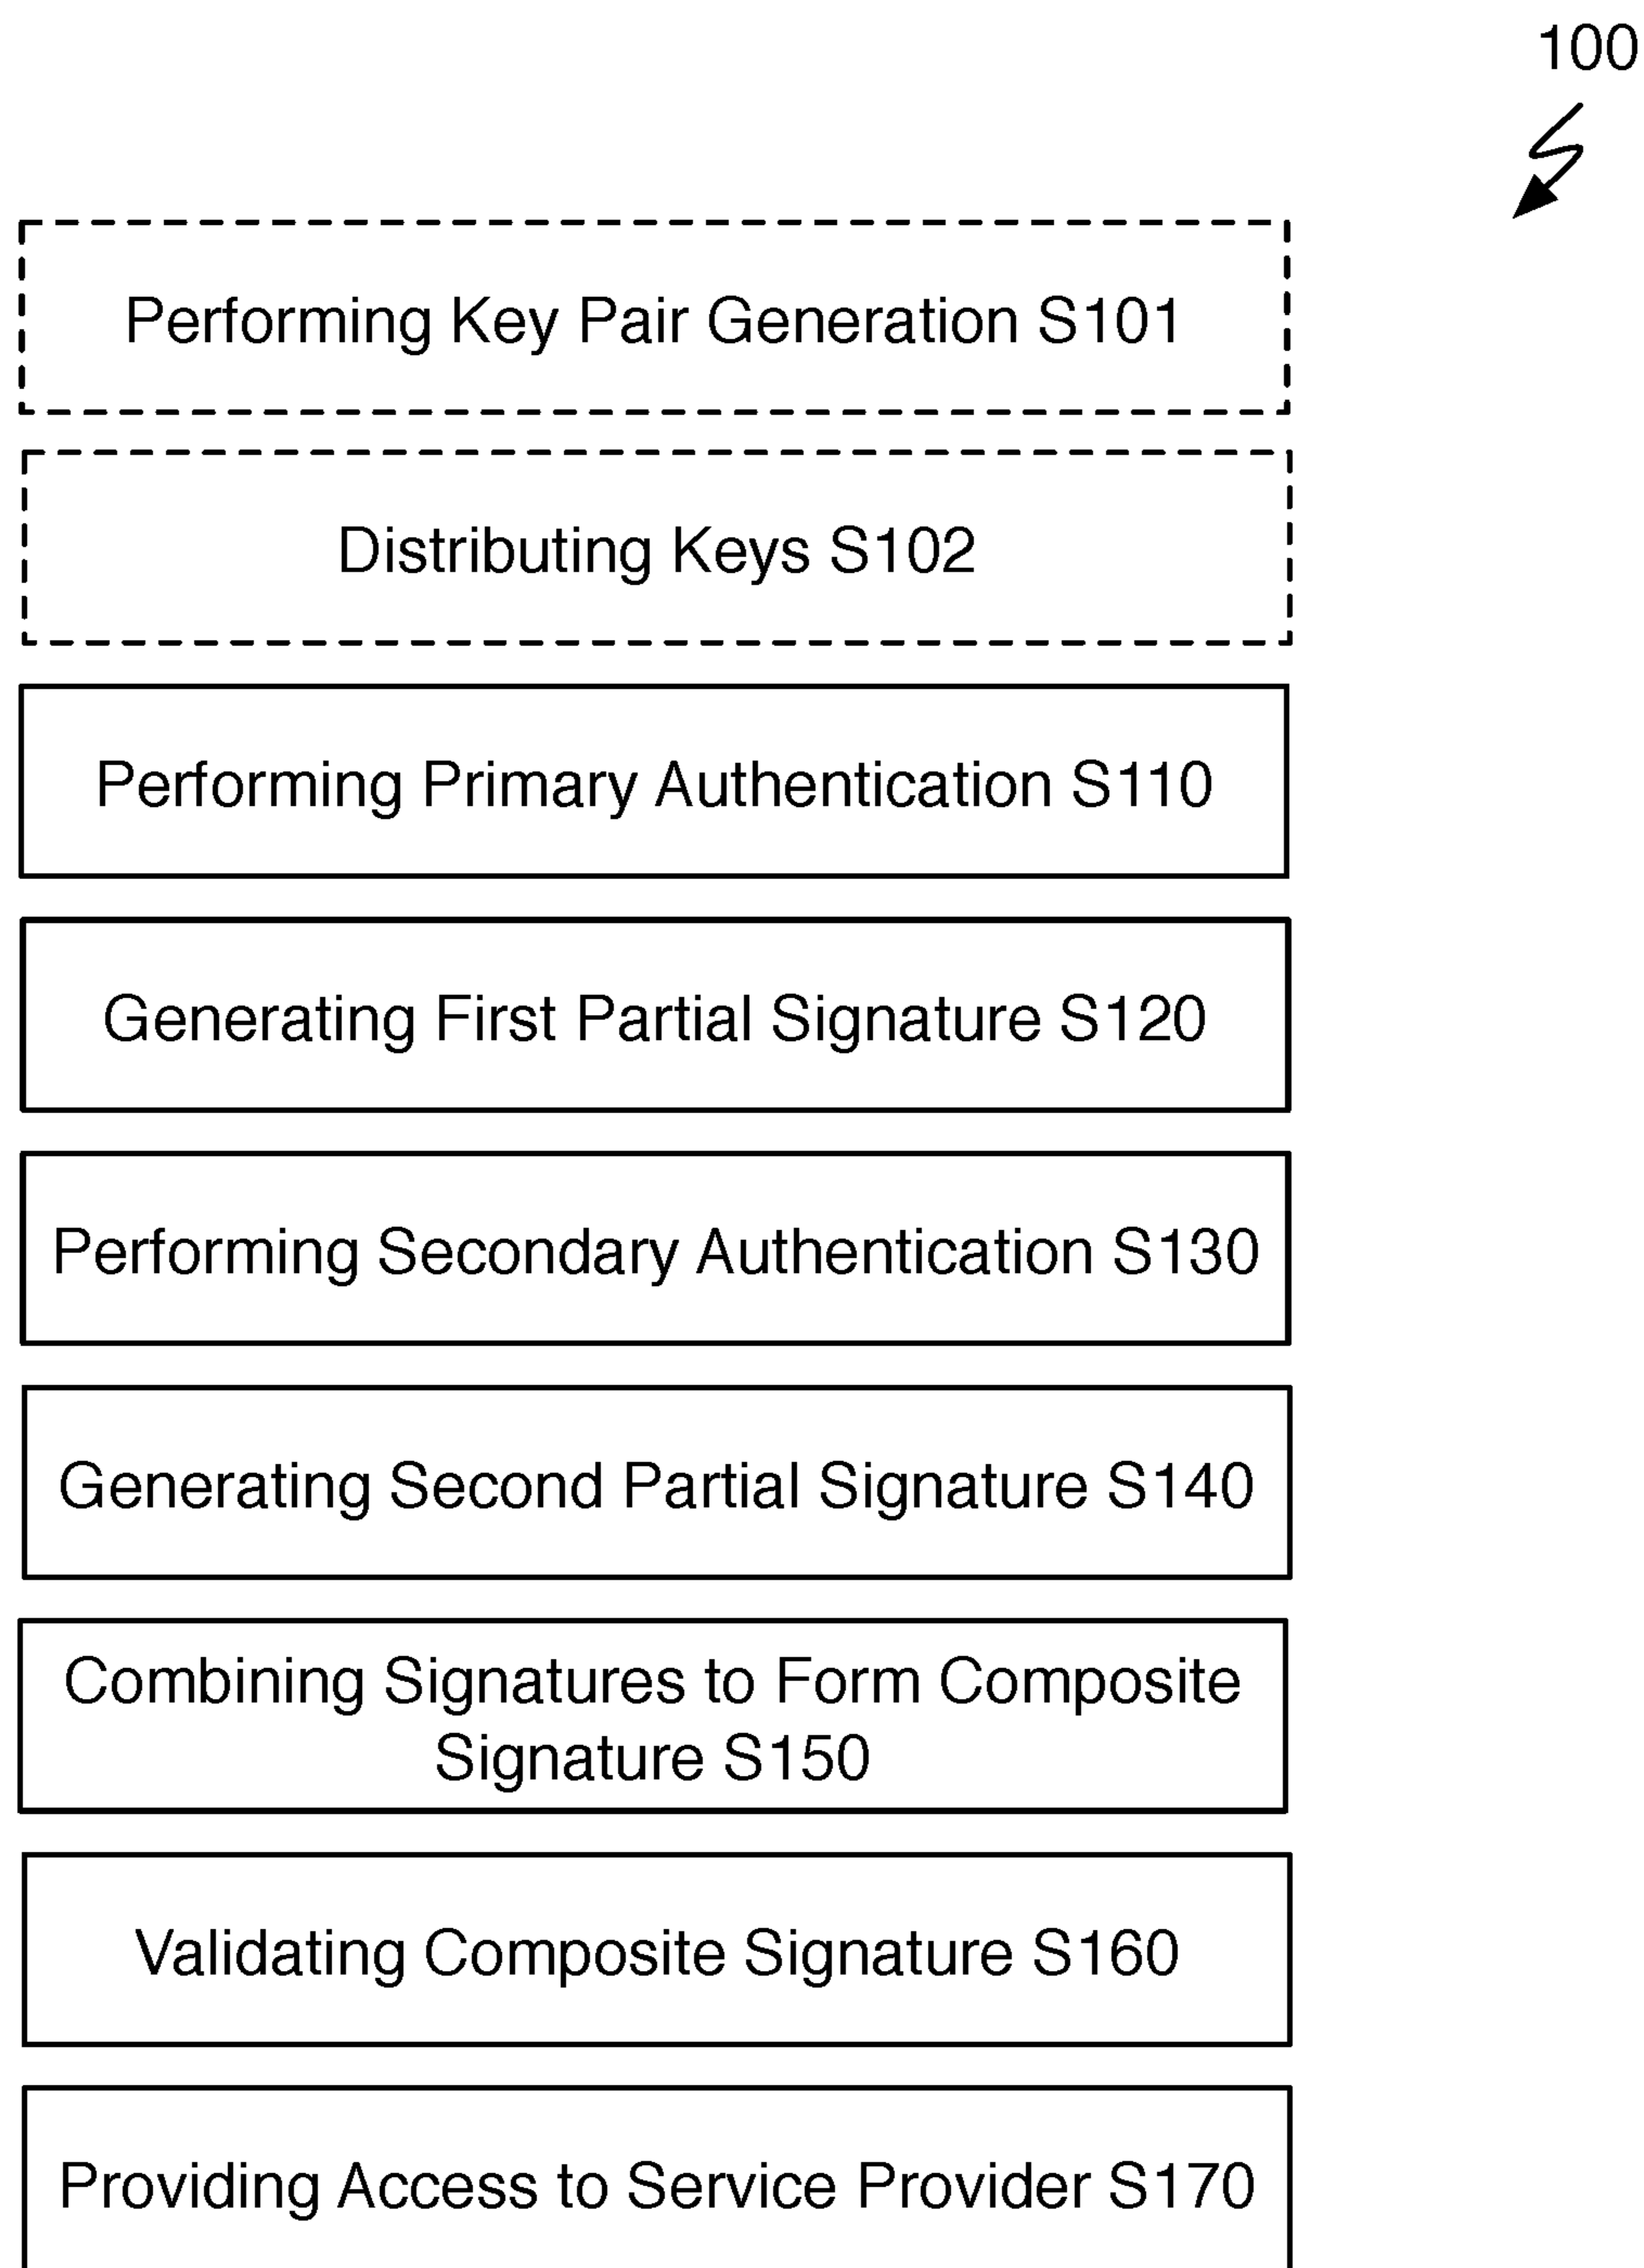 100
Performing Key Pair Generation S101
Distributing Keys S102
Performing Primary Authentication S110
Generating First Partial Signature S120
Performing Secondary Authentication S130
Generating Second Partial Signature S140
Combining Signatures to Form Composite
Signature S150
Validating Composite Signature S160
Providing Access to Service Provider S170